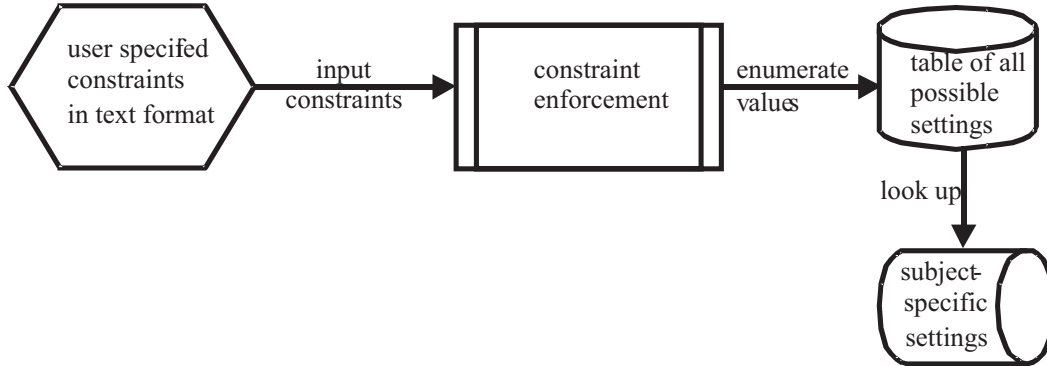 user specifed
constraints
in text format
input
constraints
constraint
enforcement
enumerate
values
table of all
possible
settings
look up
subject-
specific
settings